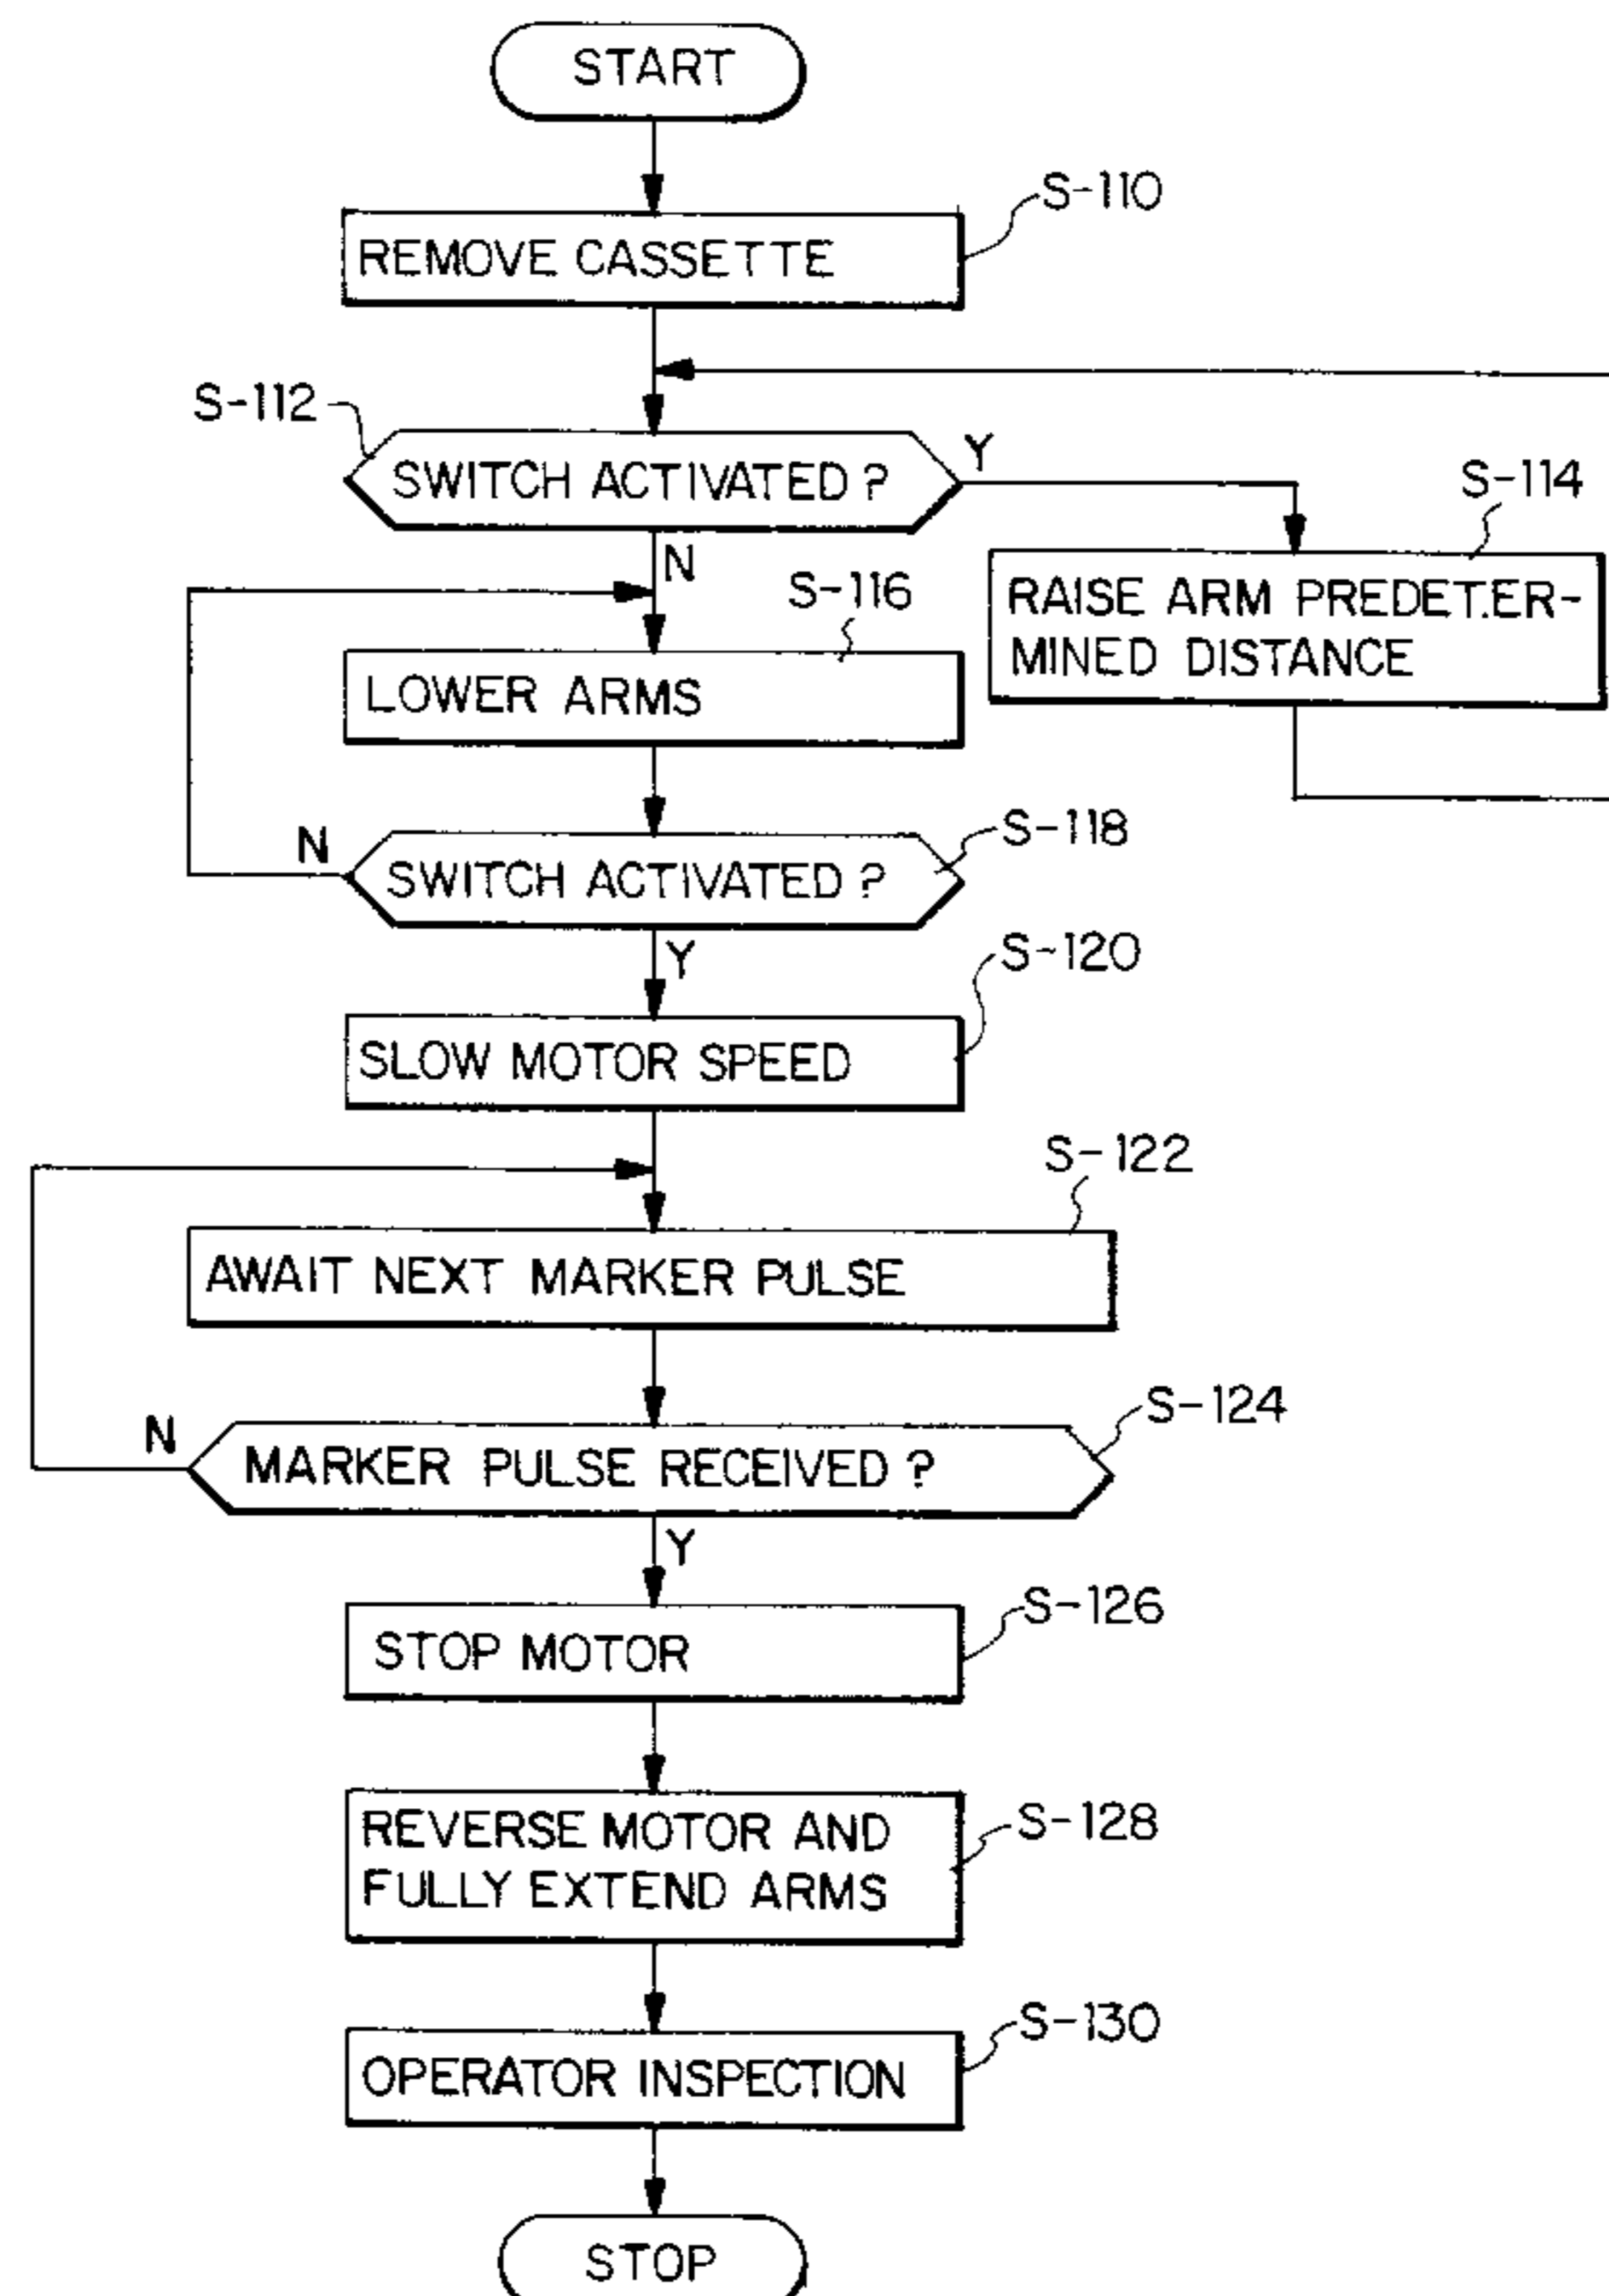 START
S-110
REMOVE CASSETTE
S-112
SWITCH ACTIVATED ?
Y
S-114
RAISE ARM PREDETER-
MINED DISTANCE
N
S-116
LOWER ARMS
S-118
N
SWITCH ACTIVATED ?
Y
S-120
SLOW MOTOR SPEED
S-122
AWAIT NEXT MARKER PULSE
S-124
N
MARKER PULSE RECEIVED ?
Y
S-126
STOP MOTOR
S-128
REVERSE MOTOR AND
FULLY EXTEND ARMS
S-130
OPERATOR INSPECTION
STOP